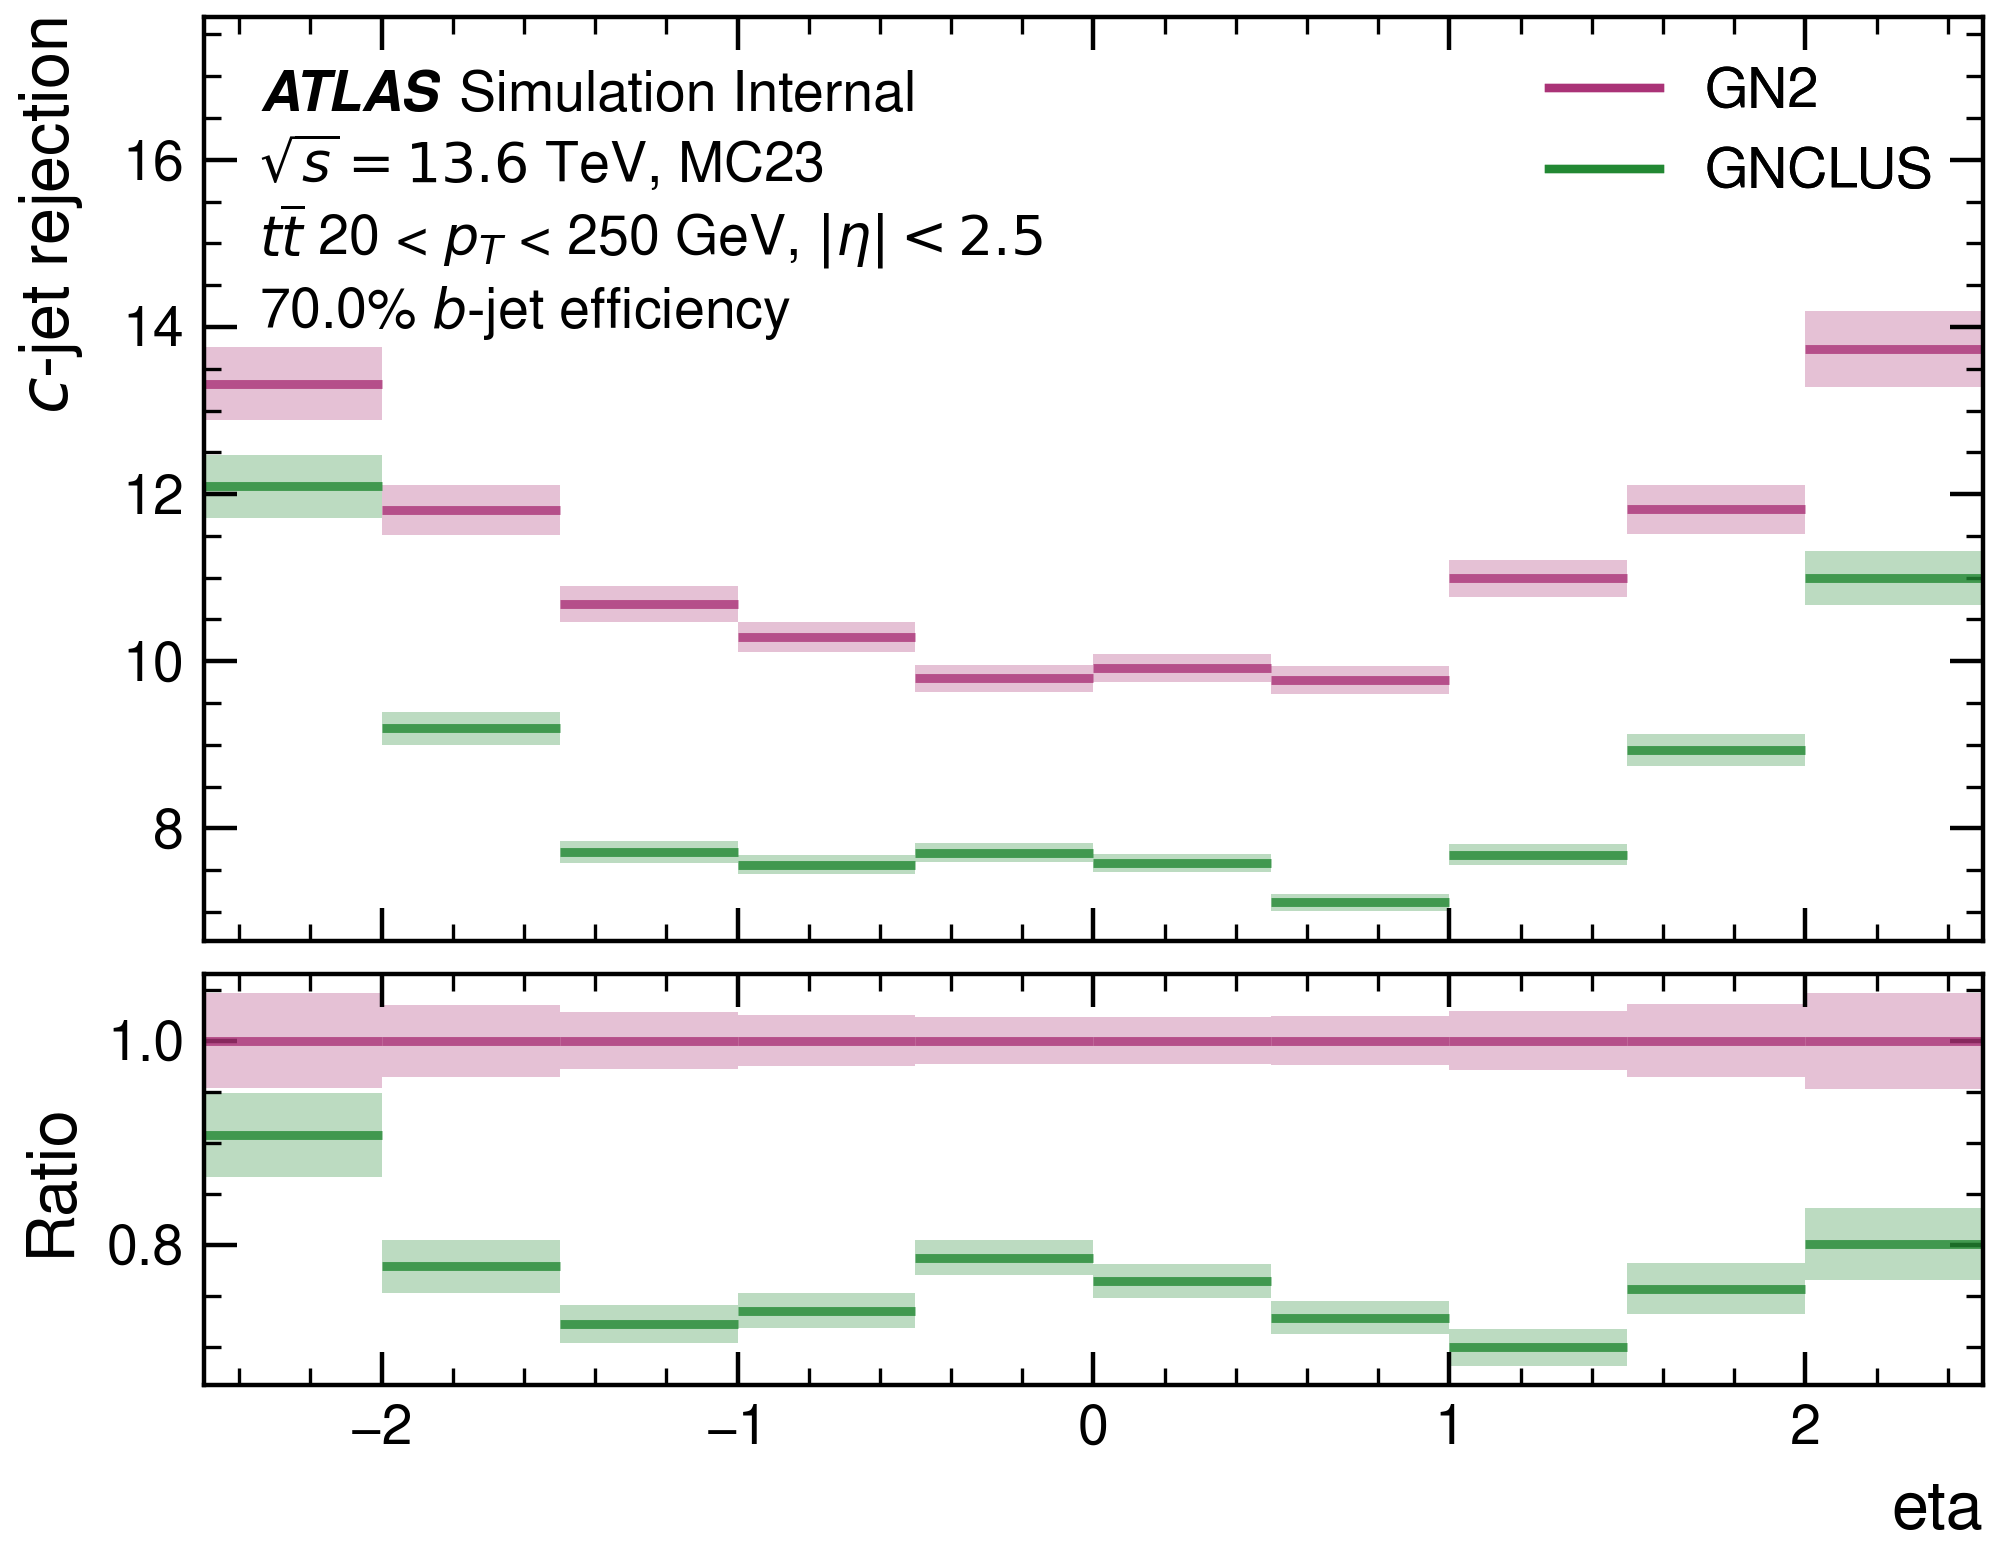 c-jet rejection
ATLAS Simulation Internal
√s = 13.6 TeV, MC23
tt̄ 20 < p_T < 250 GeV, |η| < 2.5
70.0% b-jet efficiency
GN2
GNCLUS
16
14
12
10
8
Ratio
1.0
0.8
−2 −1 0 1 2
eta